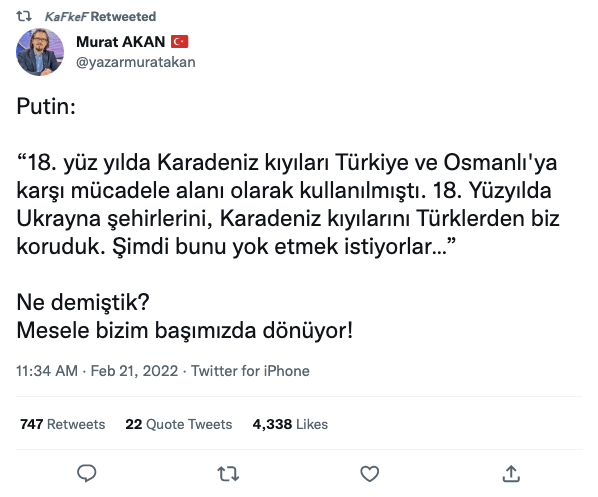 KaFkeF Retweeted
Murat AKAN
@yazarmuratakan
Putin:
“18. yüz yılda Karadeniz kıyıları Türkiye ve Osmanlı'ya
karşı mücadele alanı olarak kullanılmıştı. 18. Yüzyılda
Ukrayna şehirlerini, Karadeniz kıyılarını Türklerden biz
koruduk. Şimdi bunu yok etmek istiyorlar...”
Ne demiştik?
Mesele bizim başımızda dönüyor!
11:34 AM · Feb 21, 2022 · Twitter for iPhone
747 Retweets 22 Quote Tweets 4,338 Likes